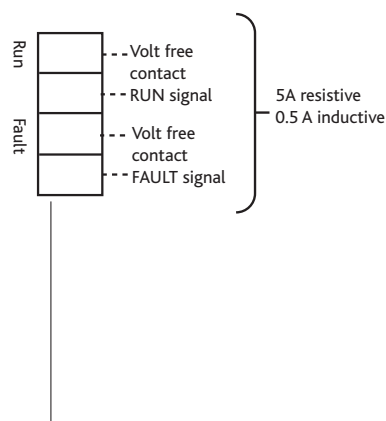 Run
Fault
Volt free
contact
RUN signal
Volt free
contact
FAULT signal
5A resistive
0.5 A inductive